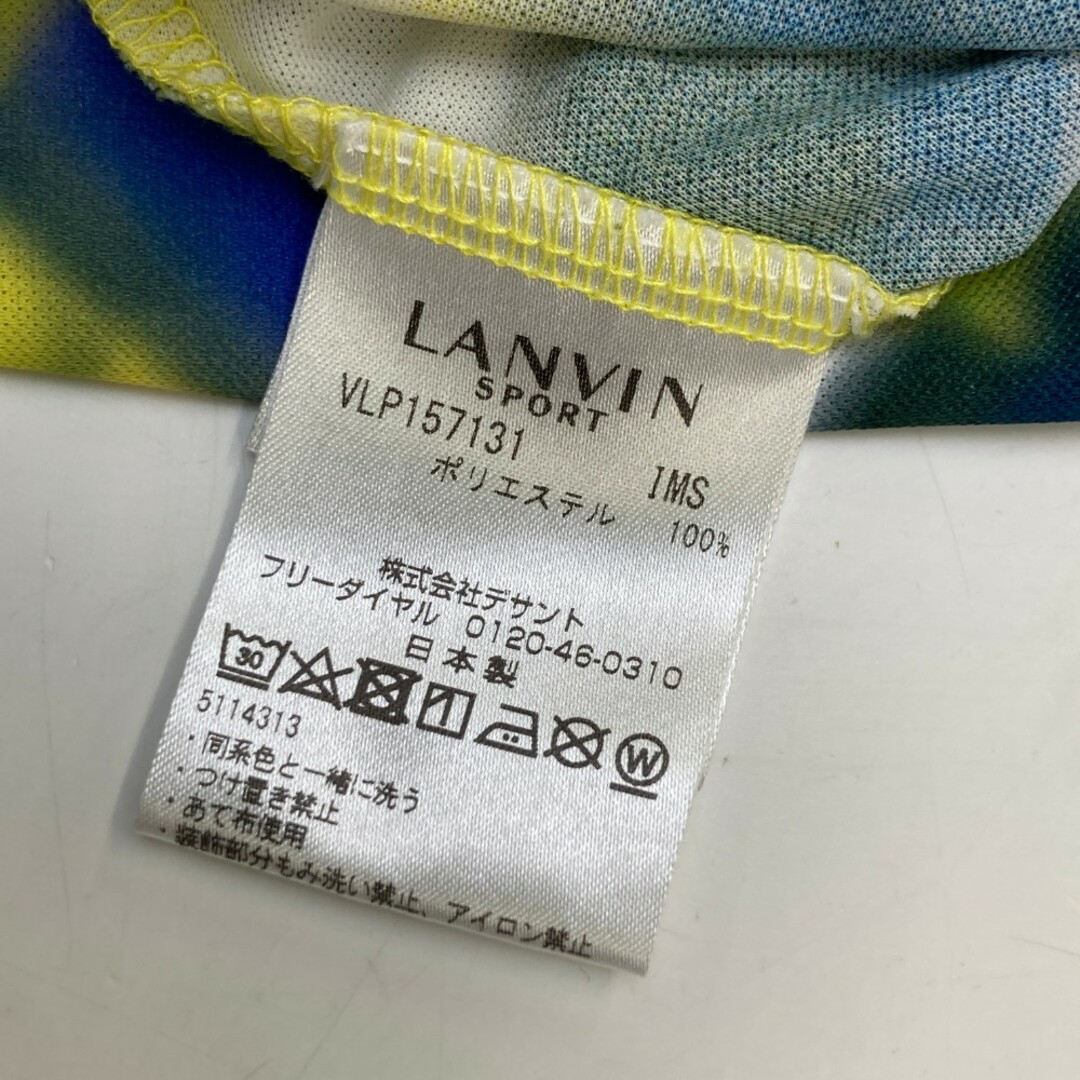 LANVIN
SPORT
VLP157131 IMS
ポリエステル 100%
株式会社デサント
フリーダイヤル 0120-46-0310
日本製
30 W
5114313
・同系色と一緒に洗う
・つけ置き禁止
・あて布使用
・装飾部分もみ洗い禁止、アイロン禁止